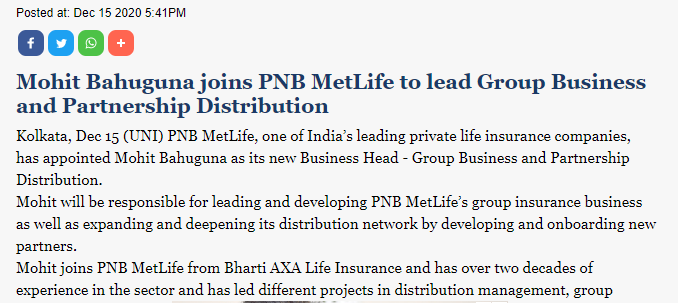 Posted at: Dec 15 2020 5:41PM
Mohit Bahuguna joins PNB MetLife to lead Group Business
and Partnership Distribution
Kolkata, Dec 15 (UNI) PNB MetLife, one of India’s leading private life insurance companies,
has appointed Mohit Bahuguna as its new Business Head - Group Business and Partnership
Distribution.
Mohit will be responsible for leading and developing PNB MetLife’s group insurance business
as well as expanding and deepening its distribution network by developing and onboarding new
partners.
Mohit joins PNB MetLife from Bharti AXA Life Insurance and has over two decades of
experience in the sector and has led different projects in distribution management, group